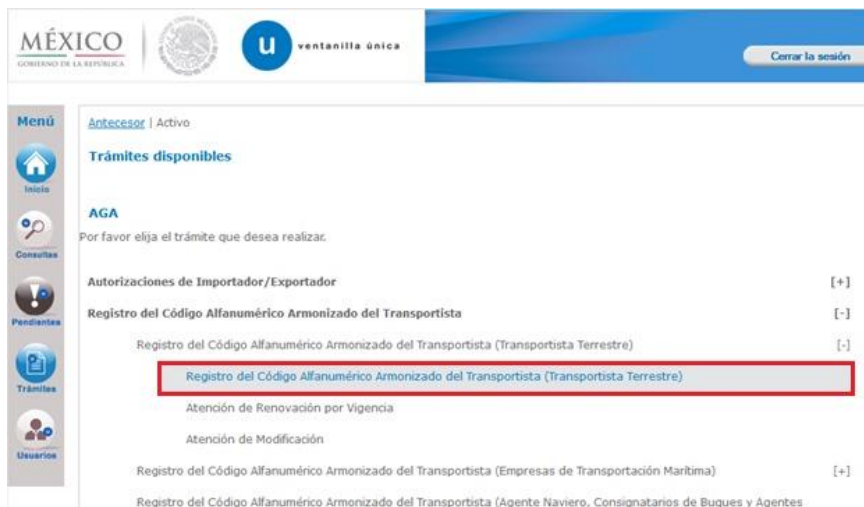 MÉXICO
GOBIERNO DE LA REPÚBLICA
u
ventanilla única
Cerrar la sesión
Menú
Inicio
Consultas
Pendientes
Trámites
Usuarios
Antecesor | Activo
Trámites disponibles
AGA
Por favor elija el trámite que desea realizar.
Autorizaciones de Importador/Exportador [+]
Registro del Código Alfanumérico Armonizado del Transportista [-]
Registro del Código Alfanumérico Armonizado del Transportista (Transportista Terrestre) [-]
Registro del Código Alfanumérico Armonizado del Transportista (Transportista Terrestre)
Atención de Renovación por Vigencia
Atención de Modificación
Registro del Código Alfanumérico Armonizado del Transportista (Empresas de Transportación Marítima) [+]
Registro del Código Alfanumérico Armonizado del Transportista (Agente Naviero, Consignatarios de Buques y Agentes